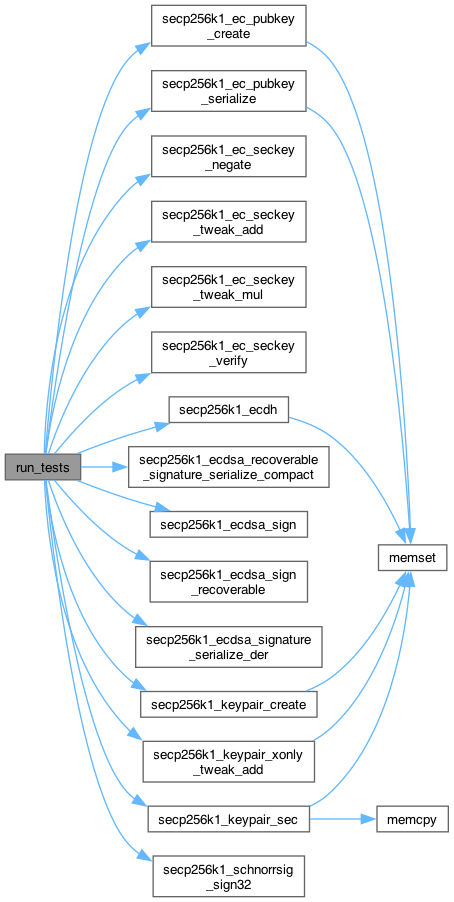 secp256k1_ec_pubkey
_create
secp256k1_ec_pubkey
_serialize
secp256k1_ec_seckey
_negate
secp256k1_ec_seckey
_tweak_add
secp256k1_ec_seckey
_tweak_mul
secp256k1_ec_seckey
_verify
secp256k1_ecdh
run_tests
secp256k1_ecdsa_recoverable
_signature_serialize_compact
secp256k1_ecdsa_sign
memset
secp256k1_ecdsa_sign
_recoverable
secp256k1_ecdsa_signature
_serialize_der
secp256k1_keypair_create
secp256k1_keypair_xonly
_tweak_add
secp256k1_keypair_sec
memcpy
secp256k1_schnorrsig
_sign32